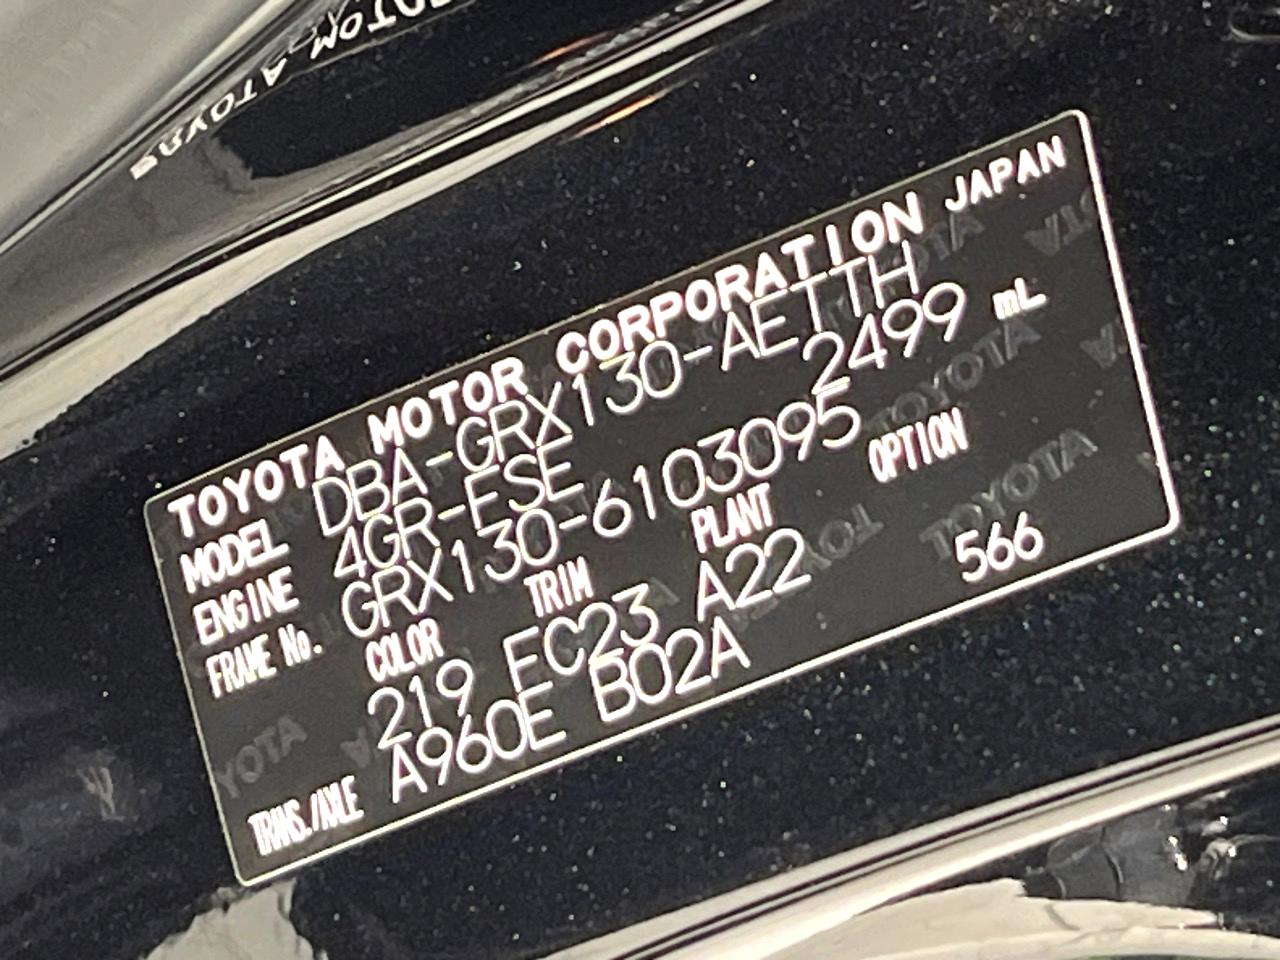 TOYOTA MOTOR CORPORATION JAPAN
MODEL DBA-GRX130-AETTH
ENGINE 4GR-FSE 2499 mL
FRAME No. GRX130-6103095
COLOR TRIM PLANT OPTION
219 FC23 A22 566
TRANS./AXLE A960E B02A